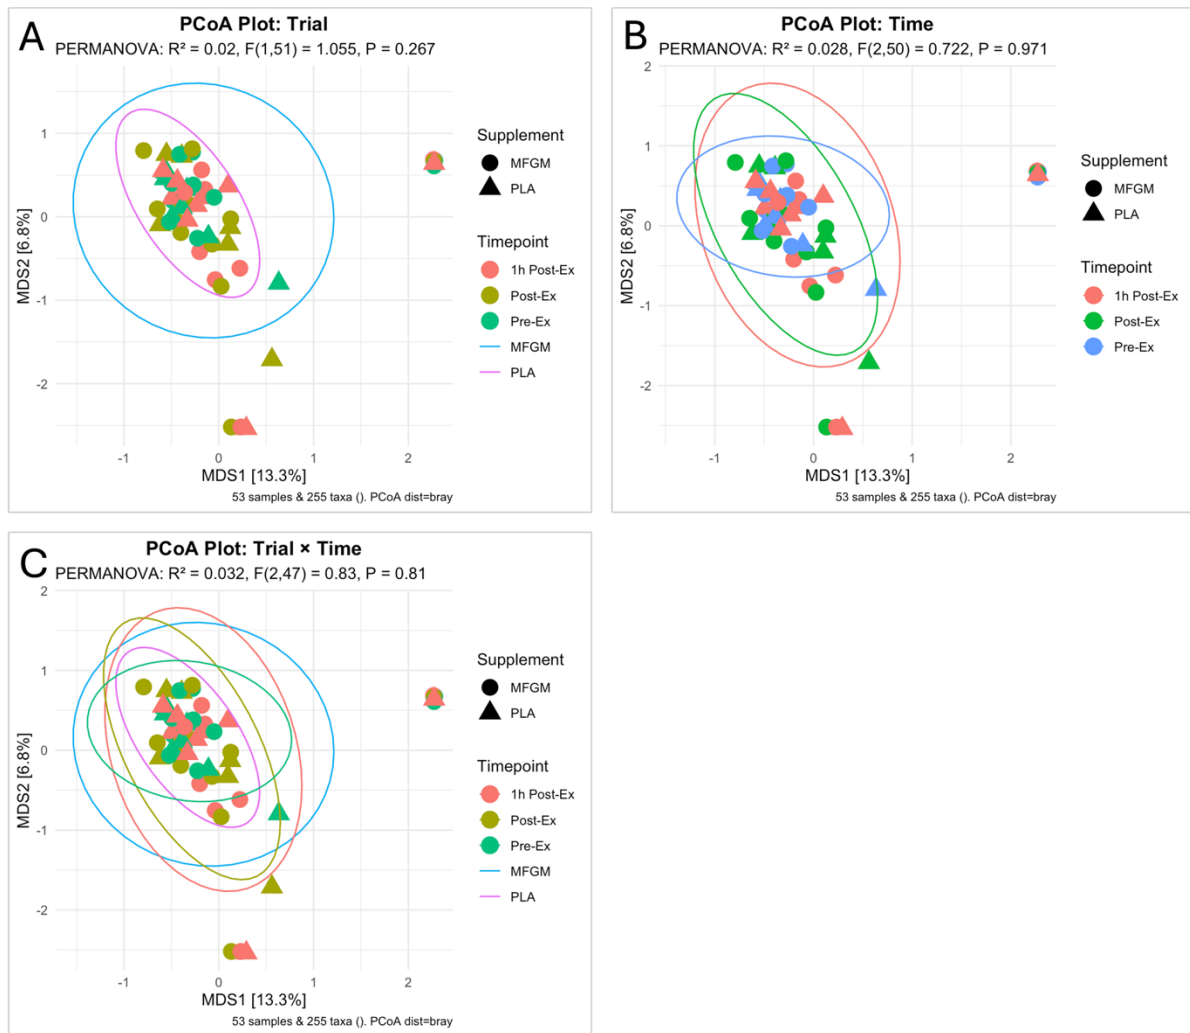 A
PCoA Plot: Trial
PERMANOVA: R² = 0.02, F(1,51) = 1.055, P = 0.267
MDS2 [6.8%]
1
0
-1
-2
-1
0
1
2
MDS1 [13.3%]
53 samples & 255 taxa (). PCoA dist=bray
Supplement
MFGM
PLA
Timepoint
1h Post-Ex
Post-Ex
Pre-Ex
MFGM
PLA
B
PCoA Plot: Time
PERMANOVA: R² = 0.028, F(2,50) = 0.722, P = 0.971
MDS2 [6.8%]
2
1
0
-1
-2
-1
0
1
2
MDS1 [13.3%]
53 samples & 255 taxa (). PCoA dist=bray
Supplement
MFGM
PLA
Timepoint
1h Post-Ex
Post-Ex
Pre-Ex
C
PCoA Plot: Trial × Time
PERMANOVA: R² = 0.032, F(2,47) = 0.83, P = 0.81
MDS2 [6.8%]
2
1
0
-1
-2
-1
0
1
2
MDS1 [13.3%]
53 samples & 255 taxa (). PCoA dist=bray
Supplement
MFGM
PLA
Timepoint
1h Post-Ex
Post-Ex
Pre-Ex
MFGM
PLA